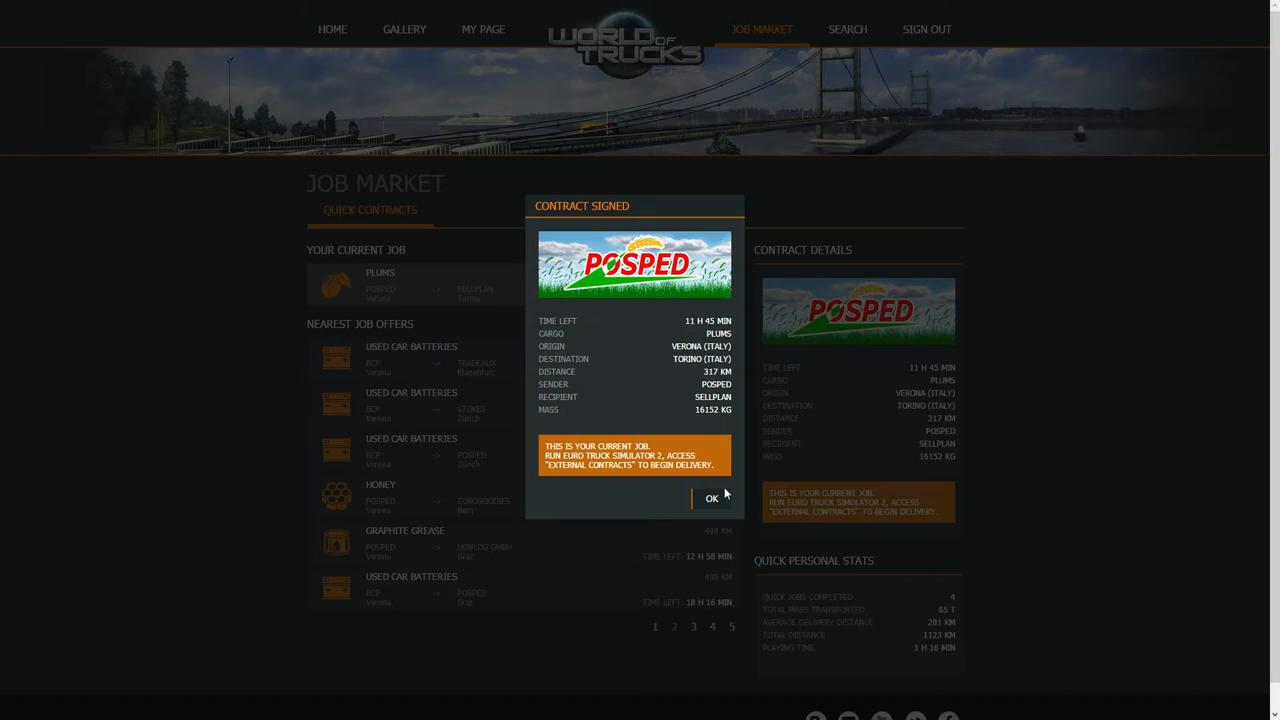 HOME
GALLERY
MY PAGE
WORLD OF
TRUCKS
JOB MARKET
SEARCH
SIGN OUT
JOB MARKET
QUICK CONTRACTS
YOUR CURRENT JOB
PLUMS
POSPED -> SELLPLAN
Verona Torino
NEAREST JOB OFFERS
USED CAR BATTERIES
BCP -> TRADEAUX
Verona Klagenfurt
USED CAR BATTERIES
BCP -> STOKES
Verona Zürich
USED CAR BATTERIES
BCP -> POSPED
Verona Zürich
HONEY
POSPED -> EUROGOODIES
Verona Bern
GRAPHITE GREASE 498 KM
POSPED -> LKWLOG GMBH
Verona Graz TIME LEFT: 12 H 58 MIN
USED CAR BATTERIES 498 KM
BCP -> POSPED
Verona Graz TIME LEFT: 18 H 16 MIN
1 2 3 4 5
CONTRACT SIGNED
POSPED
TIME LEFT 11 H 45 MIN
CARGO PLUMS
ORIGIN VERONA (ITALY)
DESTINATION TORINO (ITALY)
DISTANCE 317 KM
SENDER POSPED
RECIPIENT SELLPLAN
MASS 16152 KG
THIS IS YOUR CURRENT JOB.
RUN EURO TRUCK SIMULATOR 2, ACCESS
"EXTERNAL CONTRACTS" TO BEGIN DELIVERY.
OK
CONTRACT DETAILS
POSPED
TIME LEFT 11 H 45 MIN
CARGO PLUMS
ORIGIN VERONA (ITALY)
DESTINATION TORINO (ITALY)
DISTANCE 317 KM
SENDER POSPED
RECIPIENT SELLPLAN
MASS 16152 KG
THIS IS YOUR CURRENT JOB.
RUN EURO TRUCK SIMULATOR 2, ACCESS
"EXTERNAL CONTRACTS" TO BEGIN DELIVERY.
QUICK PERSONAL STATS
QUICK JOBS COMPLETED 4
TOTAL MASS TRANSPORTED 65 T
AVERAGE DELIVERY DISTANCE 281 KM
TOTAL DISTANCE 1123 KM
PLAYING TIME 1 H 16 MIN